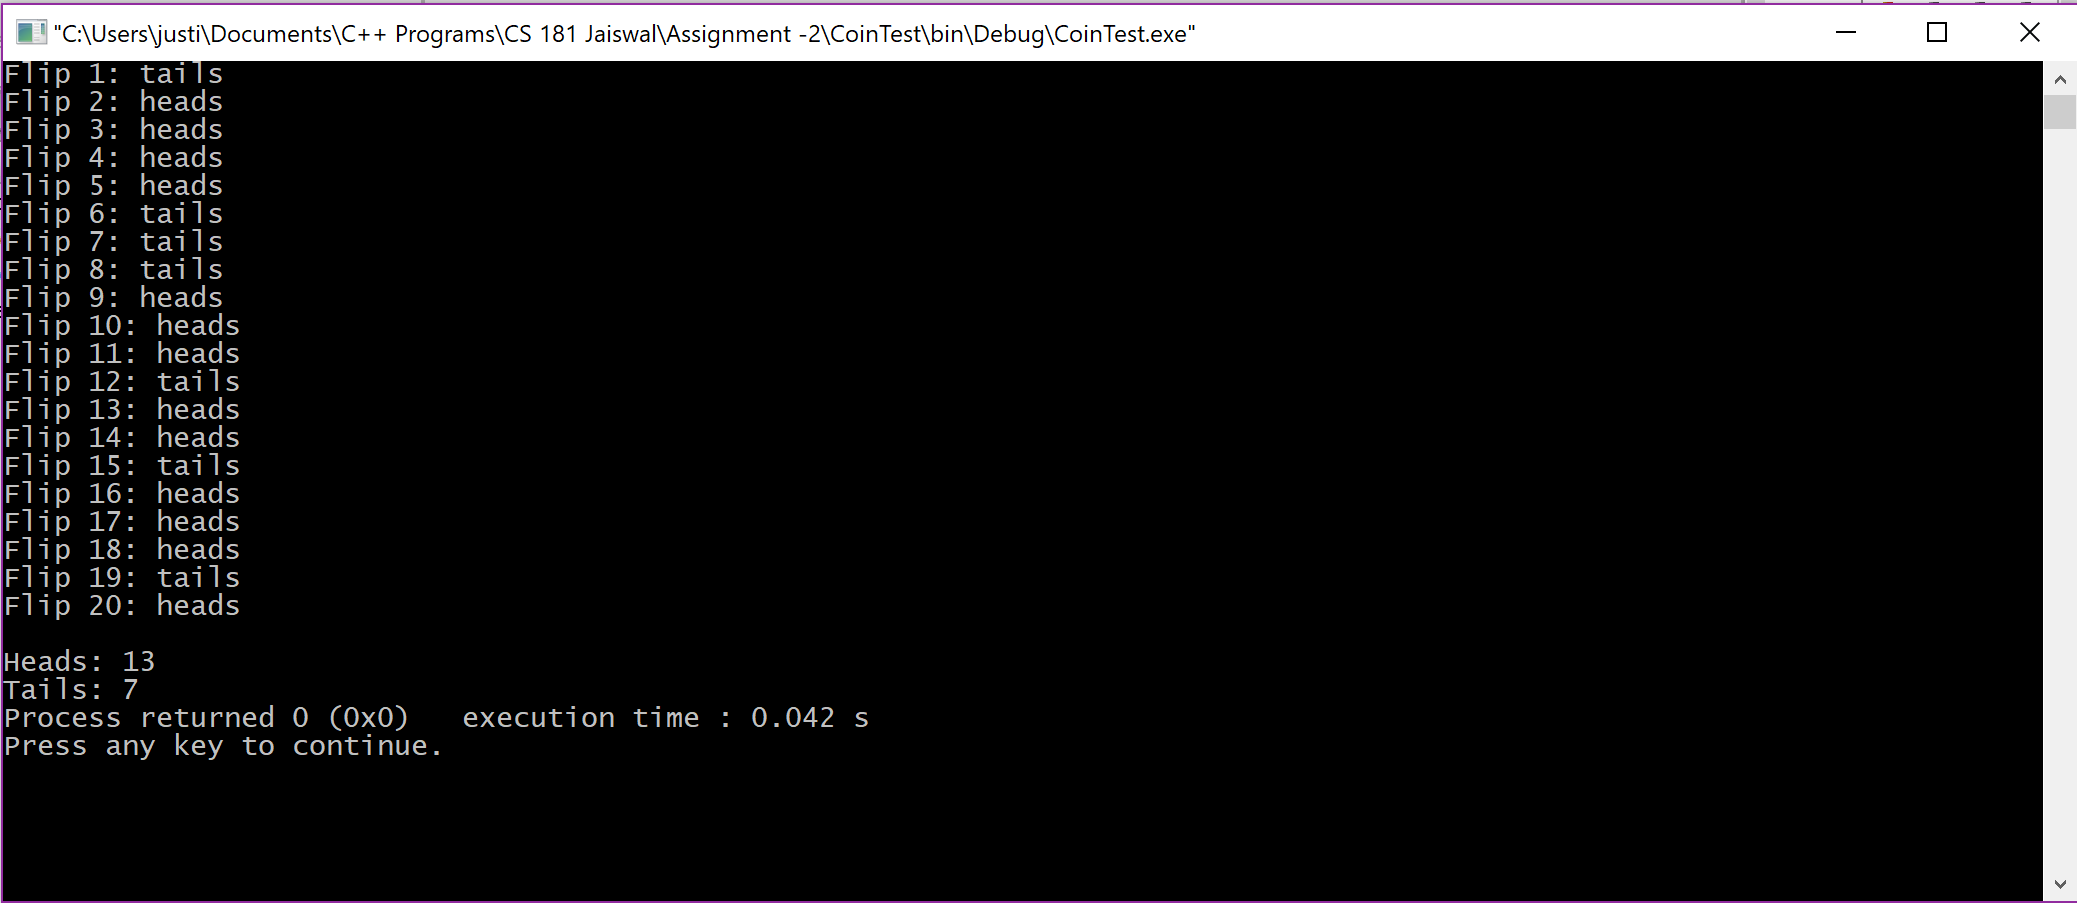 "C:\Users\justi\Documents\C++ Programs\CS 181 Jaiswal\Assignment -2\CoinTest\bin\Debug\CoinTest.exe"
Flip 1: tails
Flip 2: heads
Flip 3: heads
Flip 4: heads
Flip 5: heads
Flip 6: tails
Flip 7: tails
Flip 8: tails
Flip 9: heads
Flip 10: heads
Flip 11: heads
Flip 12: tails
Flip 13: heads
Flip 14: heads
Flip 15: tails
Flip 16: heads
Flip 17: heads
Flip 18: heads
Flip 19: tails
Flip 20: heads

Heads: 13
Tails: 7
Process returned 0 (0x0)   execution time : 0.042 s
Press any key to continue.